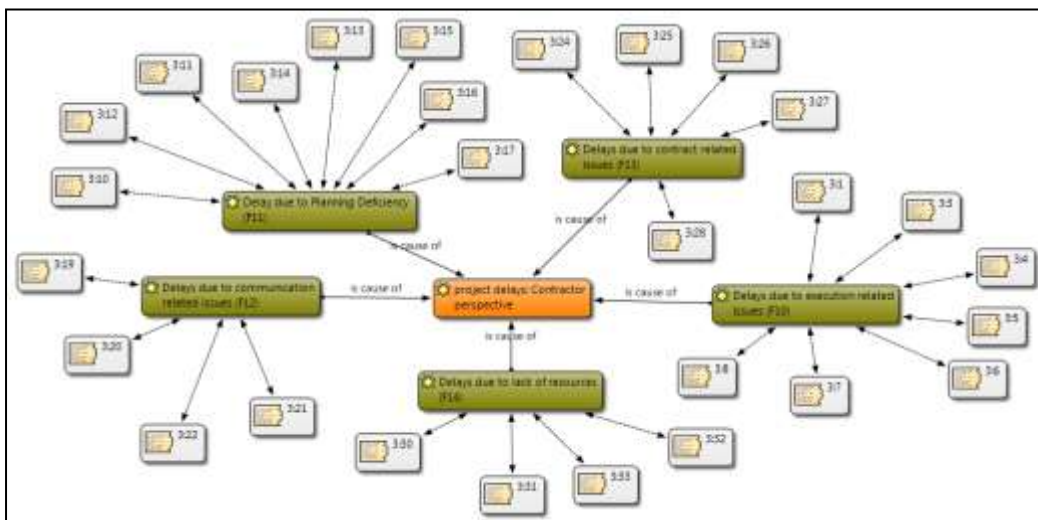 3:13
3:15
3:11
3:14
3:16
3:12
3:17
3:10
Delay due to Planning Deficiency
(F11)
3:24
3:25
3:26
3:27
Delays due to contract related
issues (F13)
3:28
is cause of
is cause of
3:1
3:3
3:4
3:5
3:6
3:7
3:8
Delays due to execution related
issues (F10)
is cause of
project delays: Contractor
perspective
is cause of
3:19
Delays due to communication
related issues (F12)
3:20
3:22
3:21
is cause of
Delays due to lack of resources
(F14)
3:30
3:31
3:33
3:32